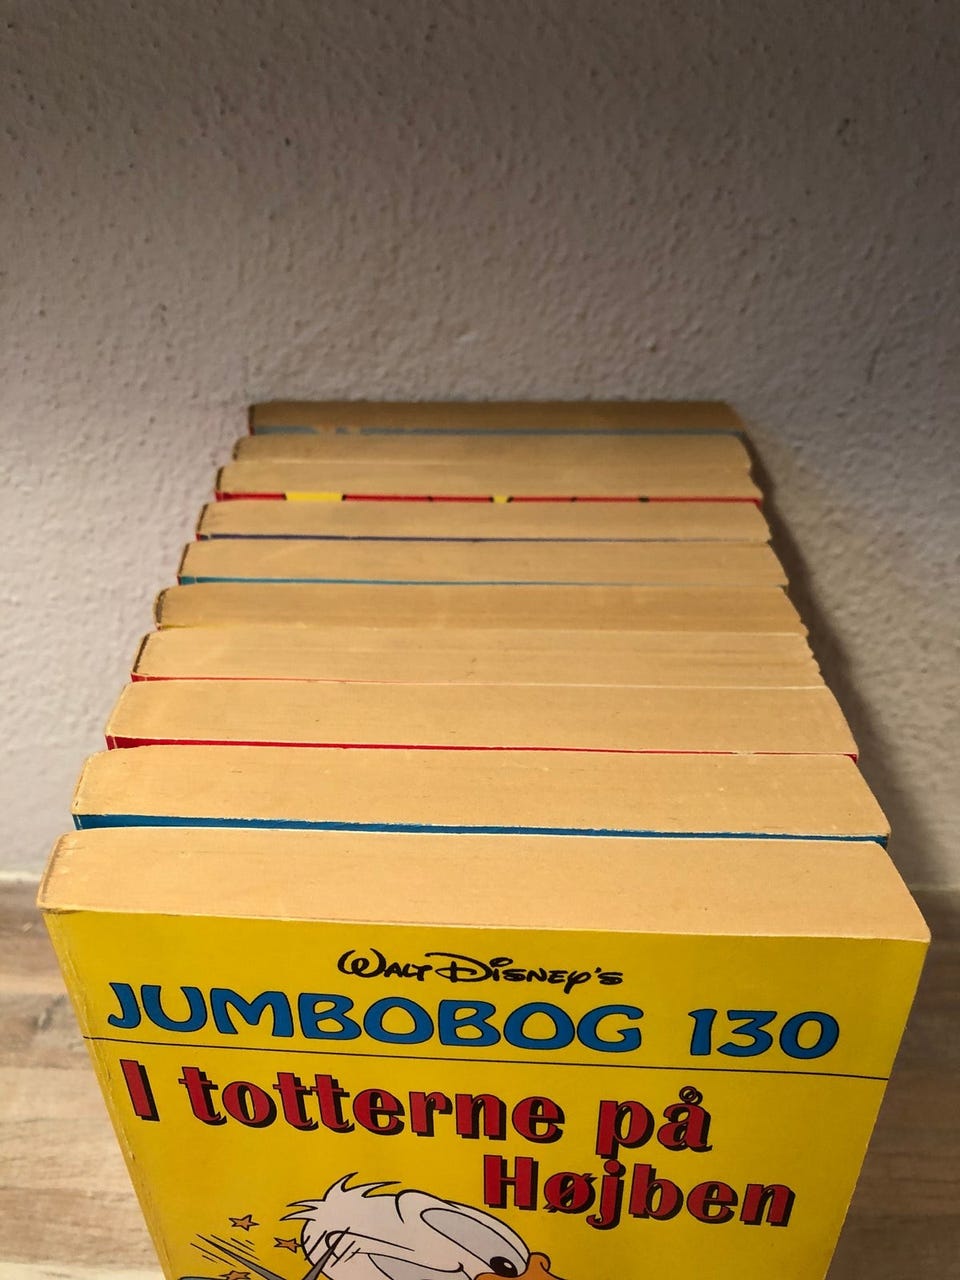 Walt Disney's
JUMBOBOG 130
I totterne på
Højben